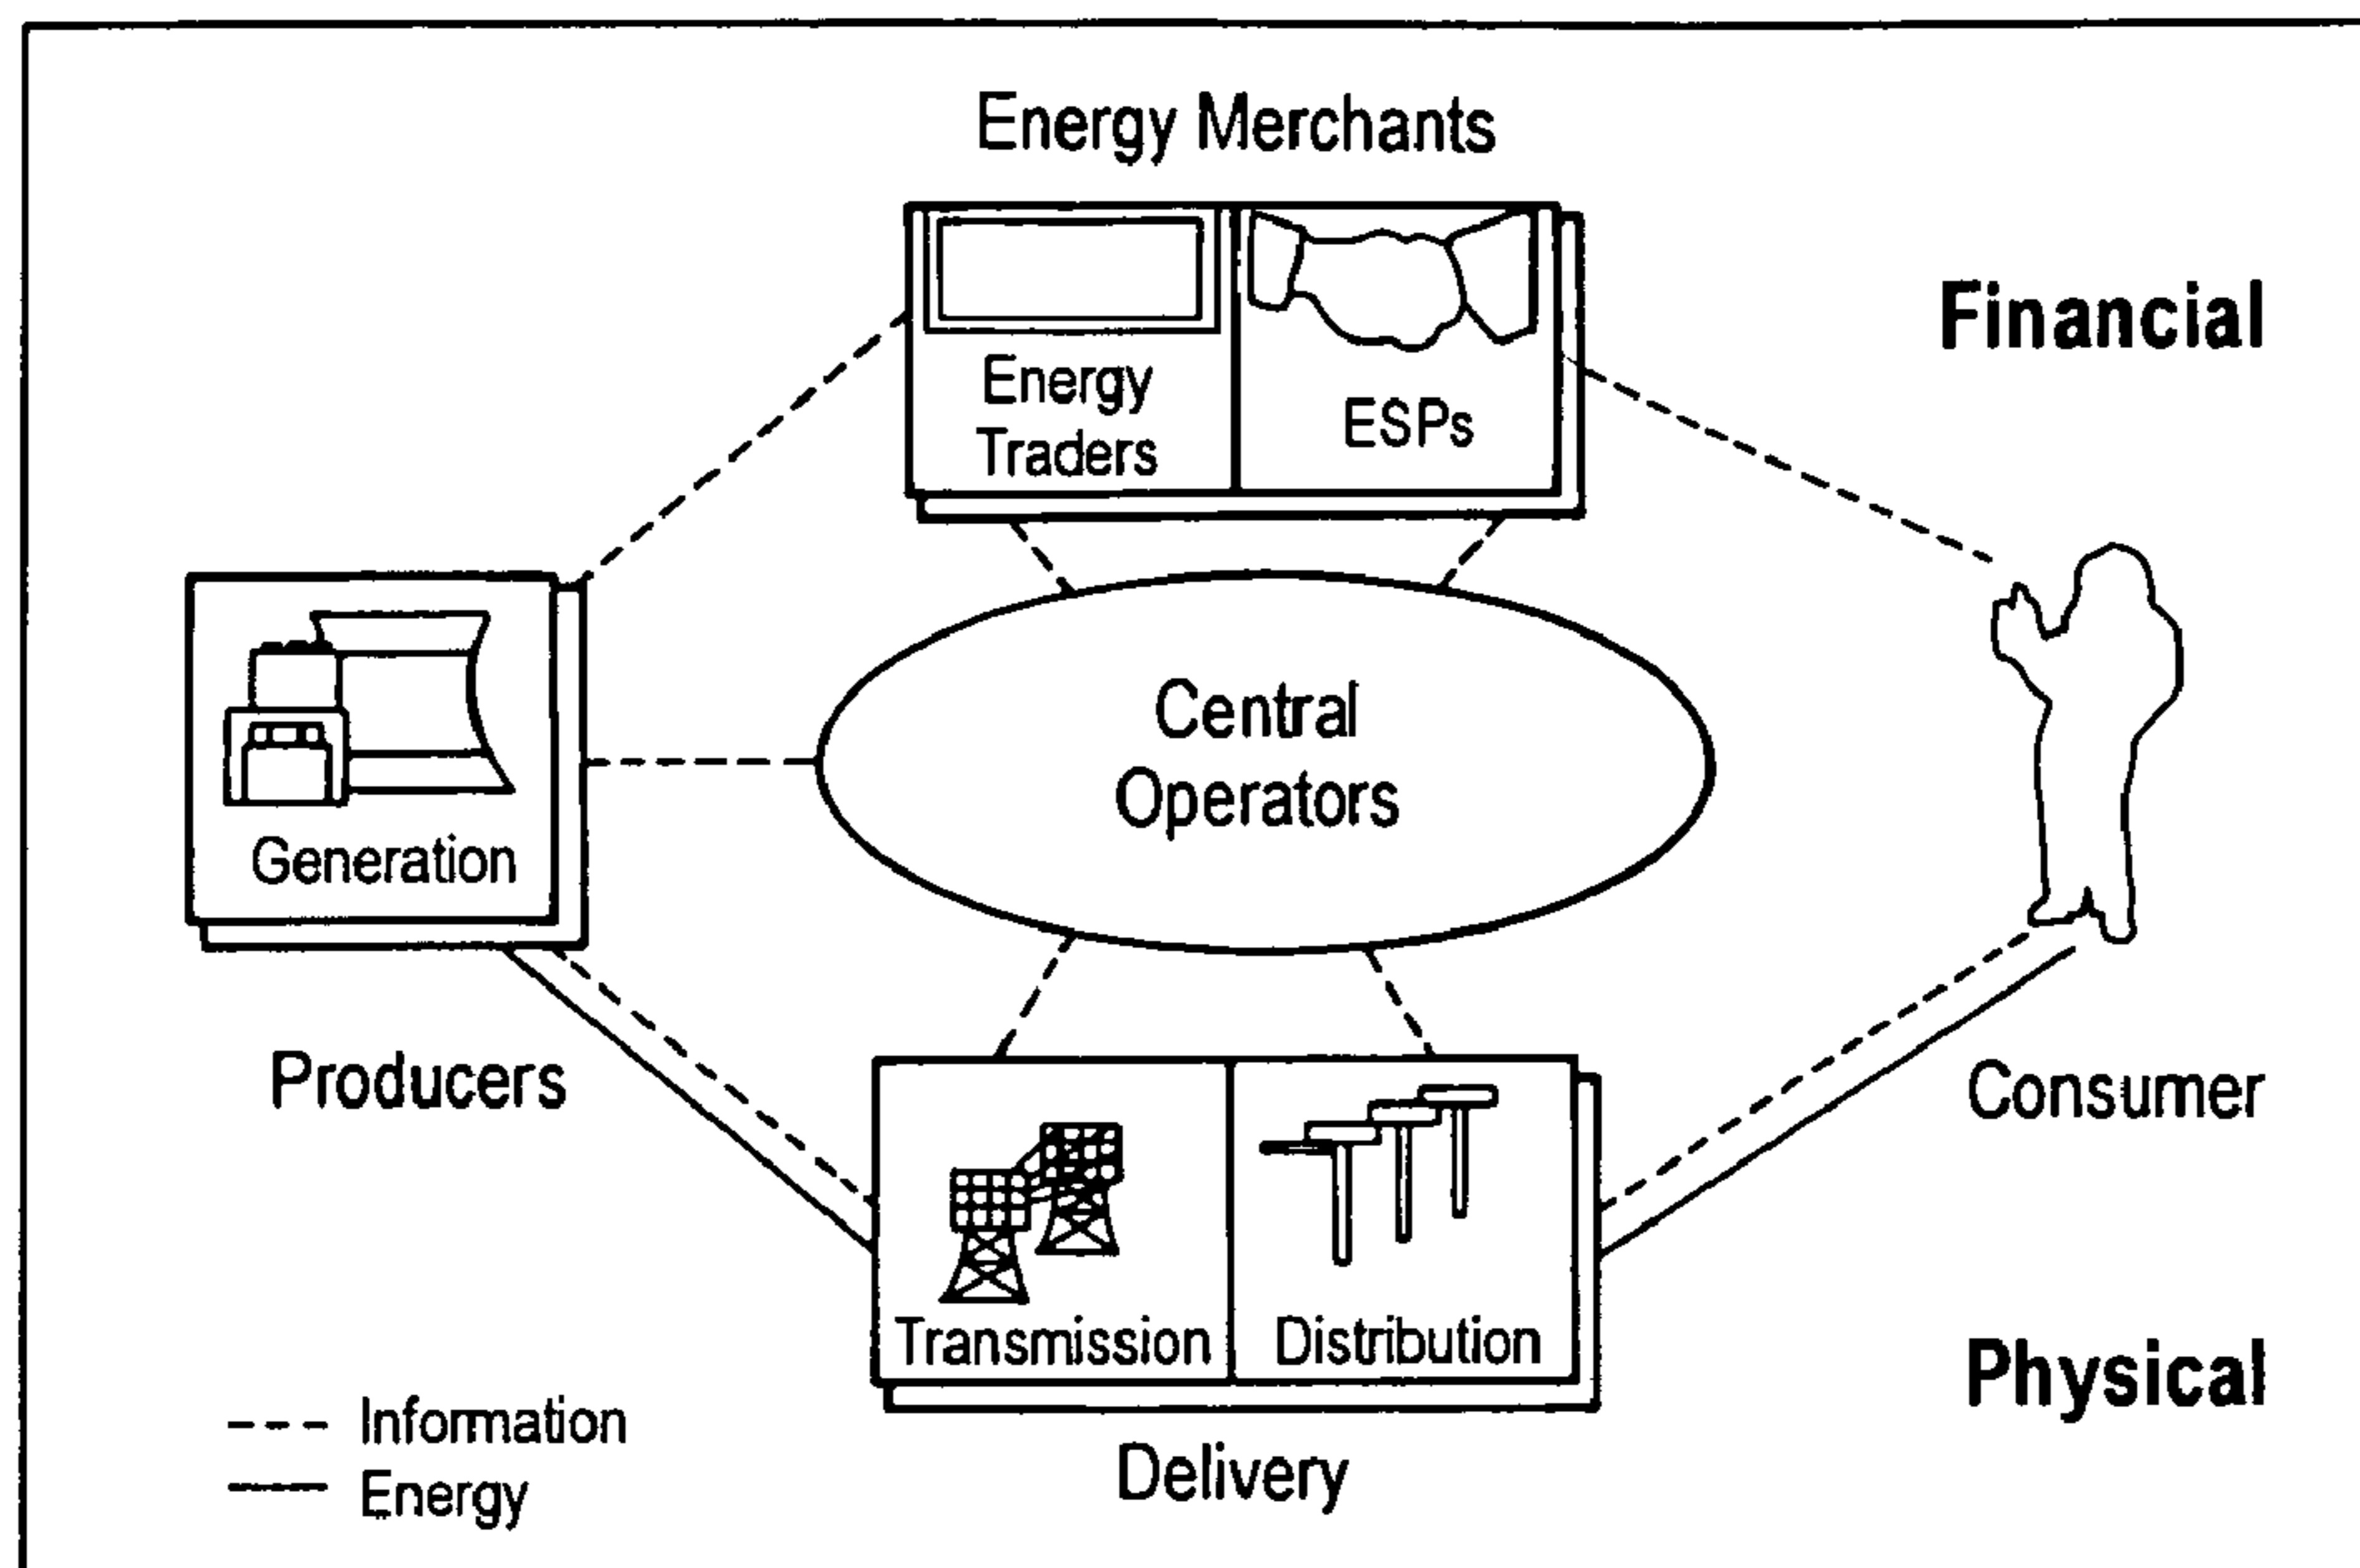 Energy Merchants
Financial
Energy
Traders
ESPs
Central
Operators
Generation
Producers
Consumer
Transmission
Distribution
Physical
Information
Energy
Delivery